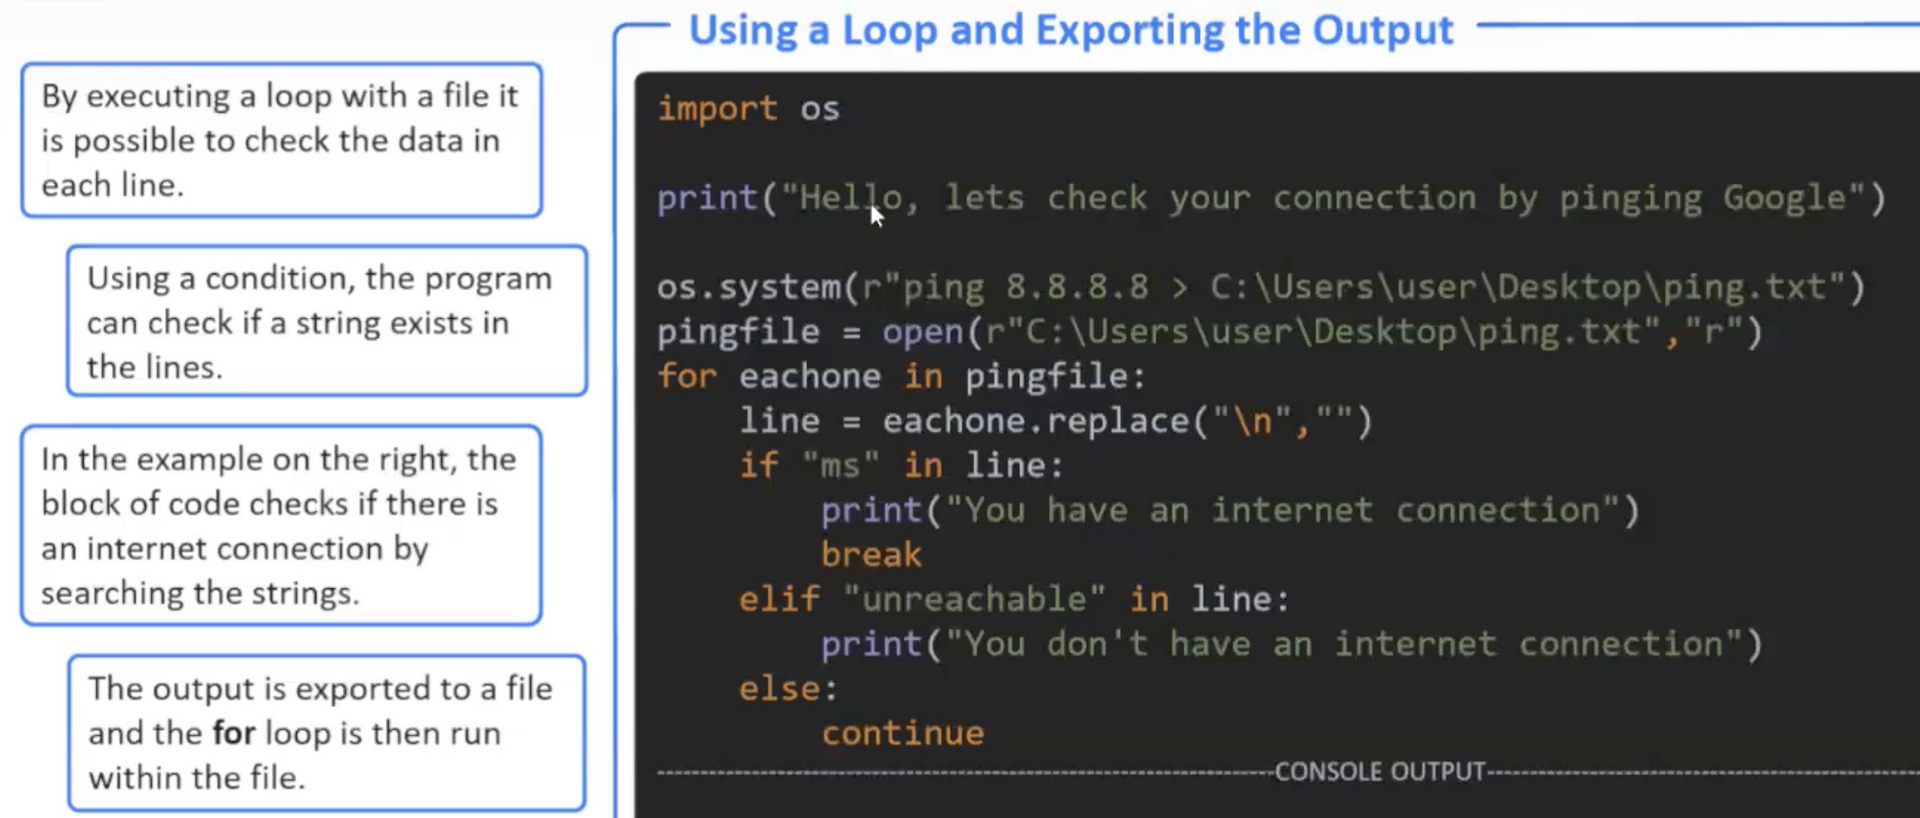 Using a Loop and Exporting the Output
By executing a loop with a file it
is possible to check the data in
each line.
Using a condition, the program
can check if a string exists in
the lines.
In the example on the right, the
block of code checks if there is
an internet connection by
searching the strings.
The output is exported to a file
and the for loop is then run
within the file.
import os
print("Hello, lets check your connection by pinging Google")
os.system(r"ping 8.8.8.8 > C:\Users\user\Desktop\ping.txt")
pingfile = open(r"C:\Users\user\Desktop\ping.txt","r")
for eachone in pingfile:
    line = eachone.replace("\n","")
    if "ms" in line:
        print("You have an internet connection")
        break
    elif "unreachable" in line:
        print("You don't have an internet connection")
    else:
        continue
CONSOLE OUTPUT